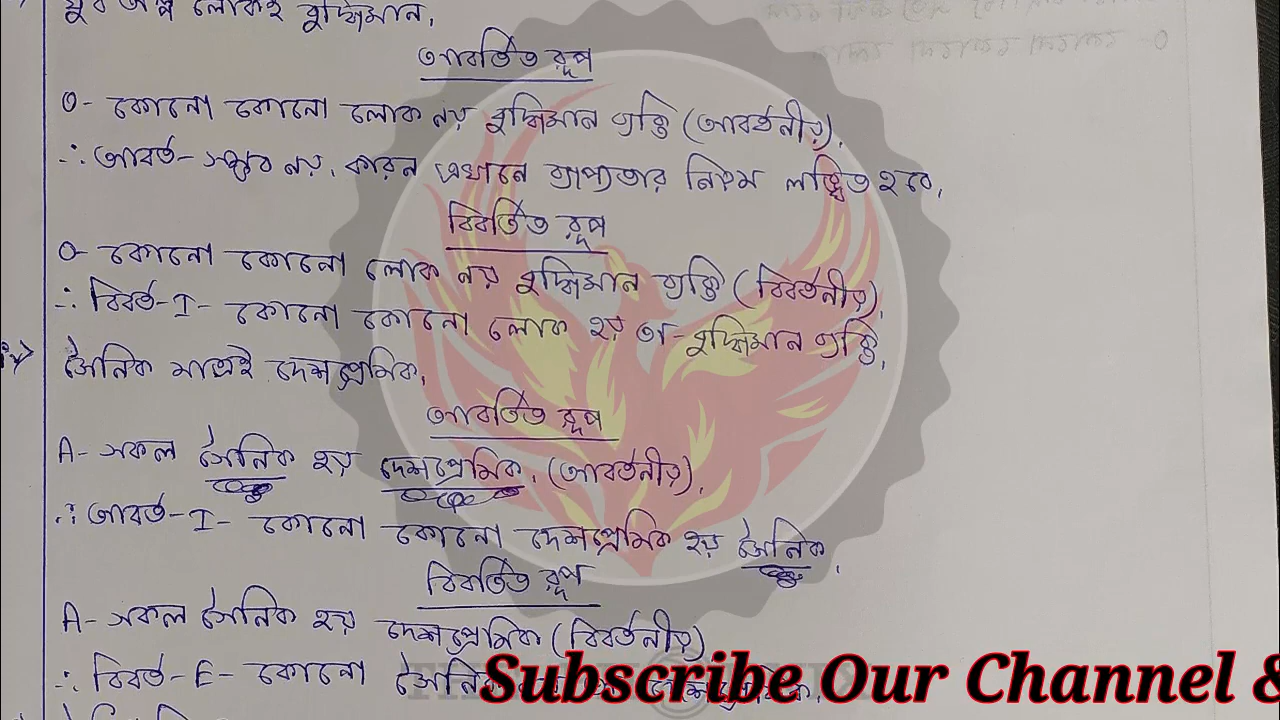 খুব অল্প লোকই বুদ্ধিমান,
আবর্তিত রূপ
O- কোনো কোনো লোক নয় বুদ্ধিমান ব্যক্তি (আবর্তনীয়),
∴ আবর্ত- সম্ভব নয়, কারন এখানে ব্যাপ্যতার নিয়ম লঙ্ঘিত হবে,
বিবর্তিত রূপ
O- কোনো কোনো লোক নয় বুদ্ধিমান ব্যক্তি (বিবর্তনীয়)
∴ বিবর্ত-I- কোনো কোনো লোক হয় অ-বুদ্ধিমান ব্যক্তি,
সৈনিক মাত্রই দেশপ্রেমিক,
আবর্তিত রূপ
A- সকল সৈনিক হয় দেশপ্রেমিক, (আবর্তনীয়),
∴ আবর্ত-I- কোনো কোনো দেশপ্রেমিক হয় সৈনিক,
বিবর্তিত রূপ
A- সকল সৈনিক হয় দেশপ্রেমিক (বিবর্তনীয়)
∴ বিবর্ত-E- কোনো সৈনিক
Subscribe Our Channel &